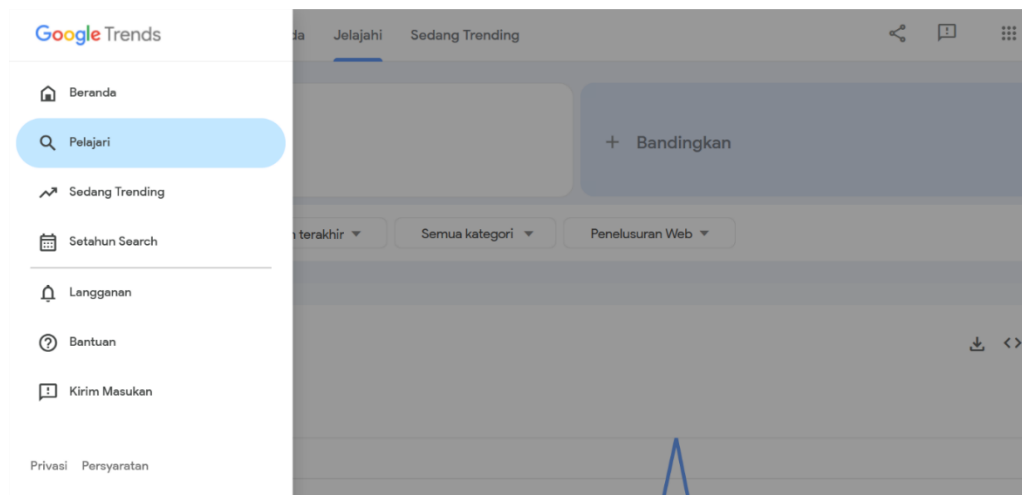 Google Trends
Jelajahi
Sedang Trending
Beranda
Pelajari
Sedang Trending
Setahun Search
Langganan
Bantuan
Kirim Masukan
Privasi Persyaratan
+ Bandingkan
terakhir
Semua kategori
Penelusuran Web